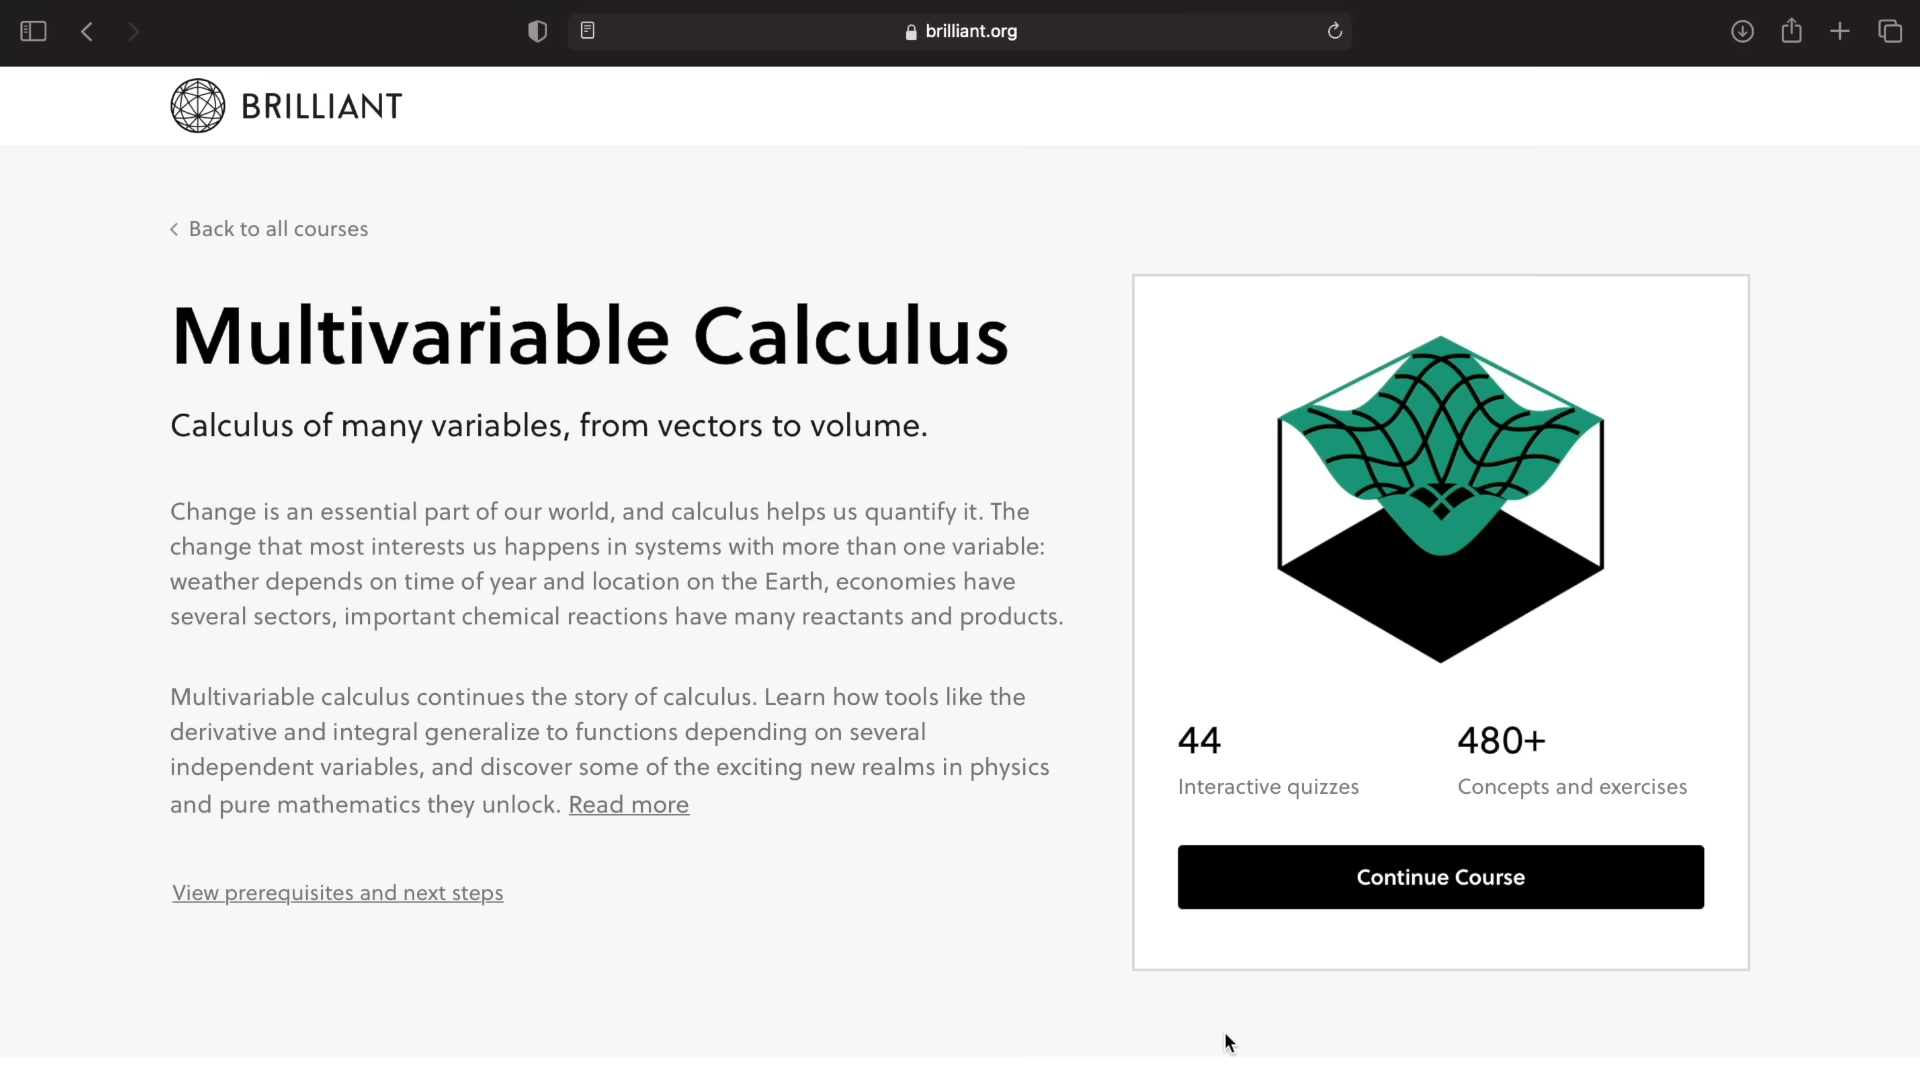 brilliant.org
BRILLIANT
Back to all courses
Multivariable Calculus
Calculus of many variables, from vectors to volume.
Change is an essential part of our world, and calculus helps us quantify it. The
change that most interests us happens in systems with more than one variable:
weather depends on time of year and location on the Earth, economies have
several sectors, important chemical reactions have many reactants and products.
Multivariable calculus continues the story of calculus. Learn how tools like the
derivative and integral generalize to functions depending on several
independent variables, and discover some of the exciting new realms in physics
and pure mathematics they unlock. Read more
View prerequisites and next steps
44
Interactive quizzes
480+
Concepts and exercises
Continue Course